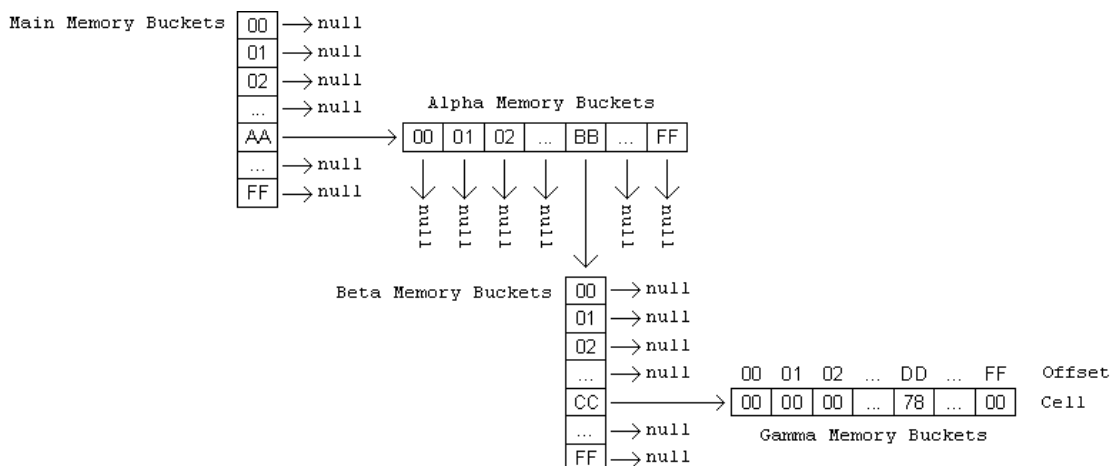 Main Memory Buckets 00 null
01 null
02 null
... null
Alpha Memory Buckets
AA 00 01 02 ... BB ... FF
... null
FF null
null null null null null null
Beta Memory Buckets 00 null
01 null
02 null
... null
00 01 02 ... DD ... FF Offset
CC 00 00 00 ... 78 ... 00 Cell
... null
Gamma Memory Buckets
FF null